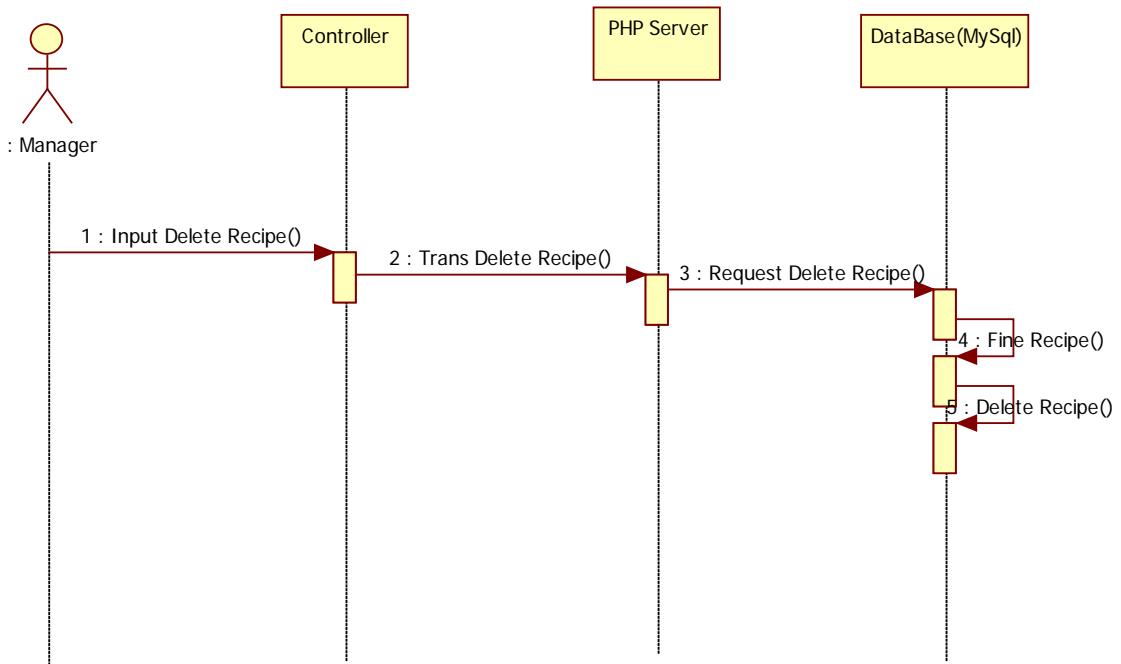 Controller
PHP Server
DataBase(MySql)
: Manager
1 : Input Delete Recipe()
2 : Trans Delete Recipe()
3 : Request Delete Recipe()
4 : Fine Recipe()
5 : Delete Recipe()